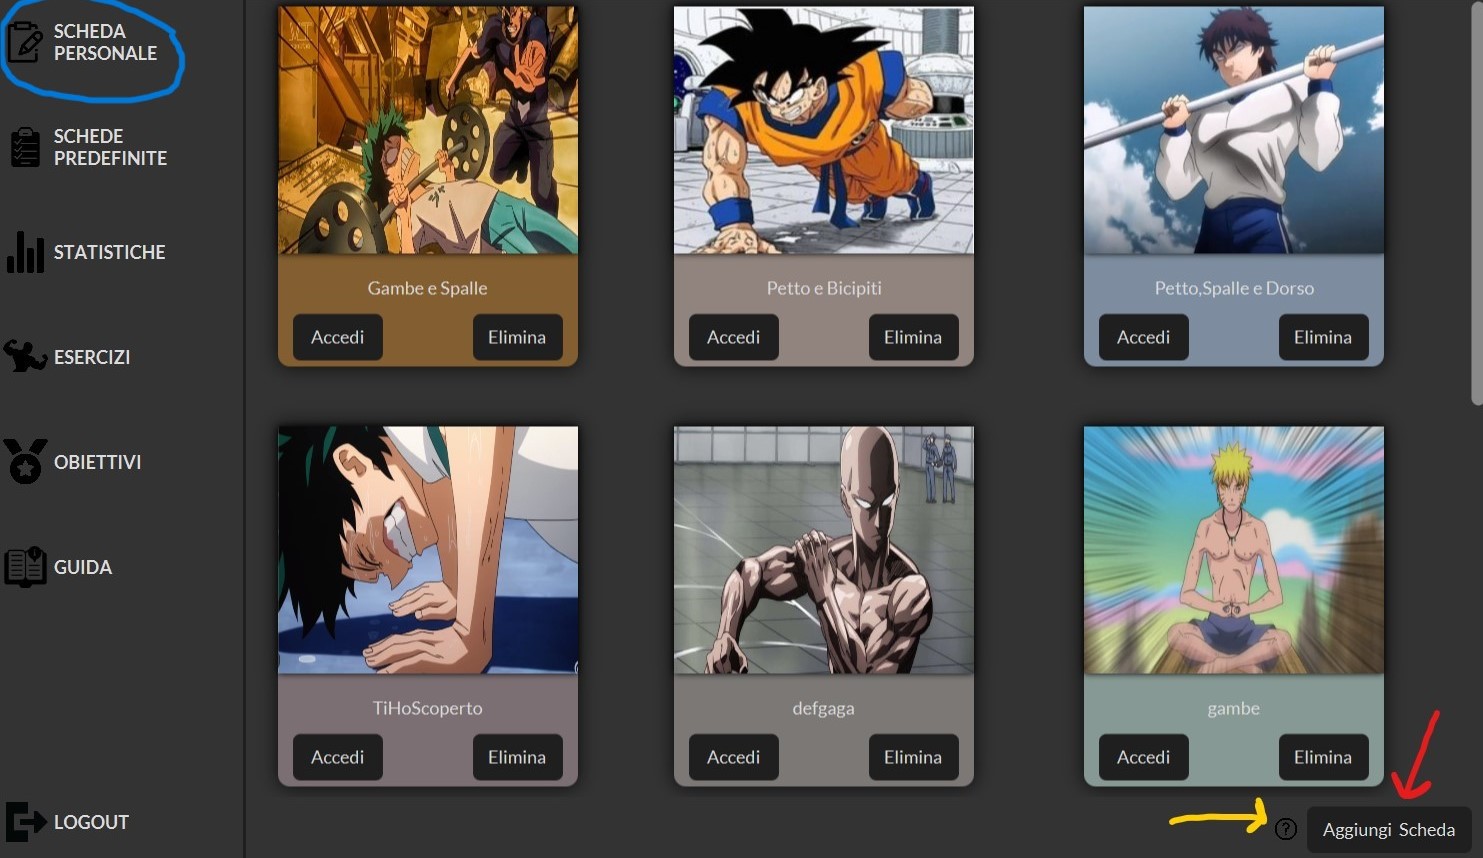 SCHEDA
PERSONALE
SCHEDE
PREDEFINITE
STATISTICHE
ESERCIZI
OBIETTIVI
GUIDA
LOGOUT
Gambe e Spalle
Accedi Elimina
Petto e Bicipiti
Accedi Elimina
Petto,Spalle e Dorso
Accedi Elimina
TiHoScoperto
Accedi Elimina
defgaga
Accedi Elimina
gambe
Accedi Elimina
? Aggiungi Scheda